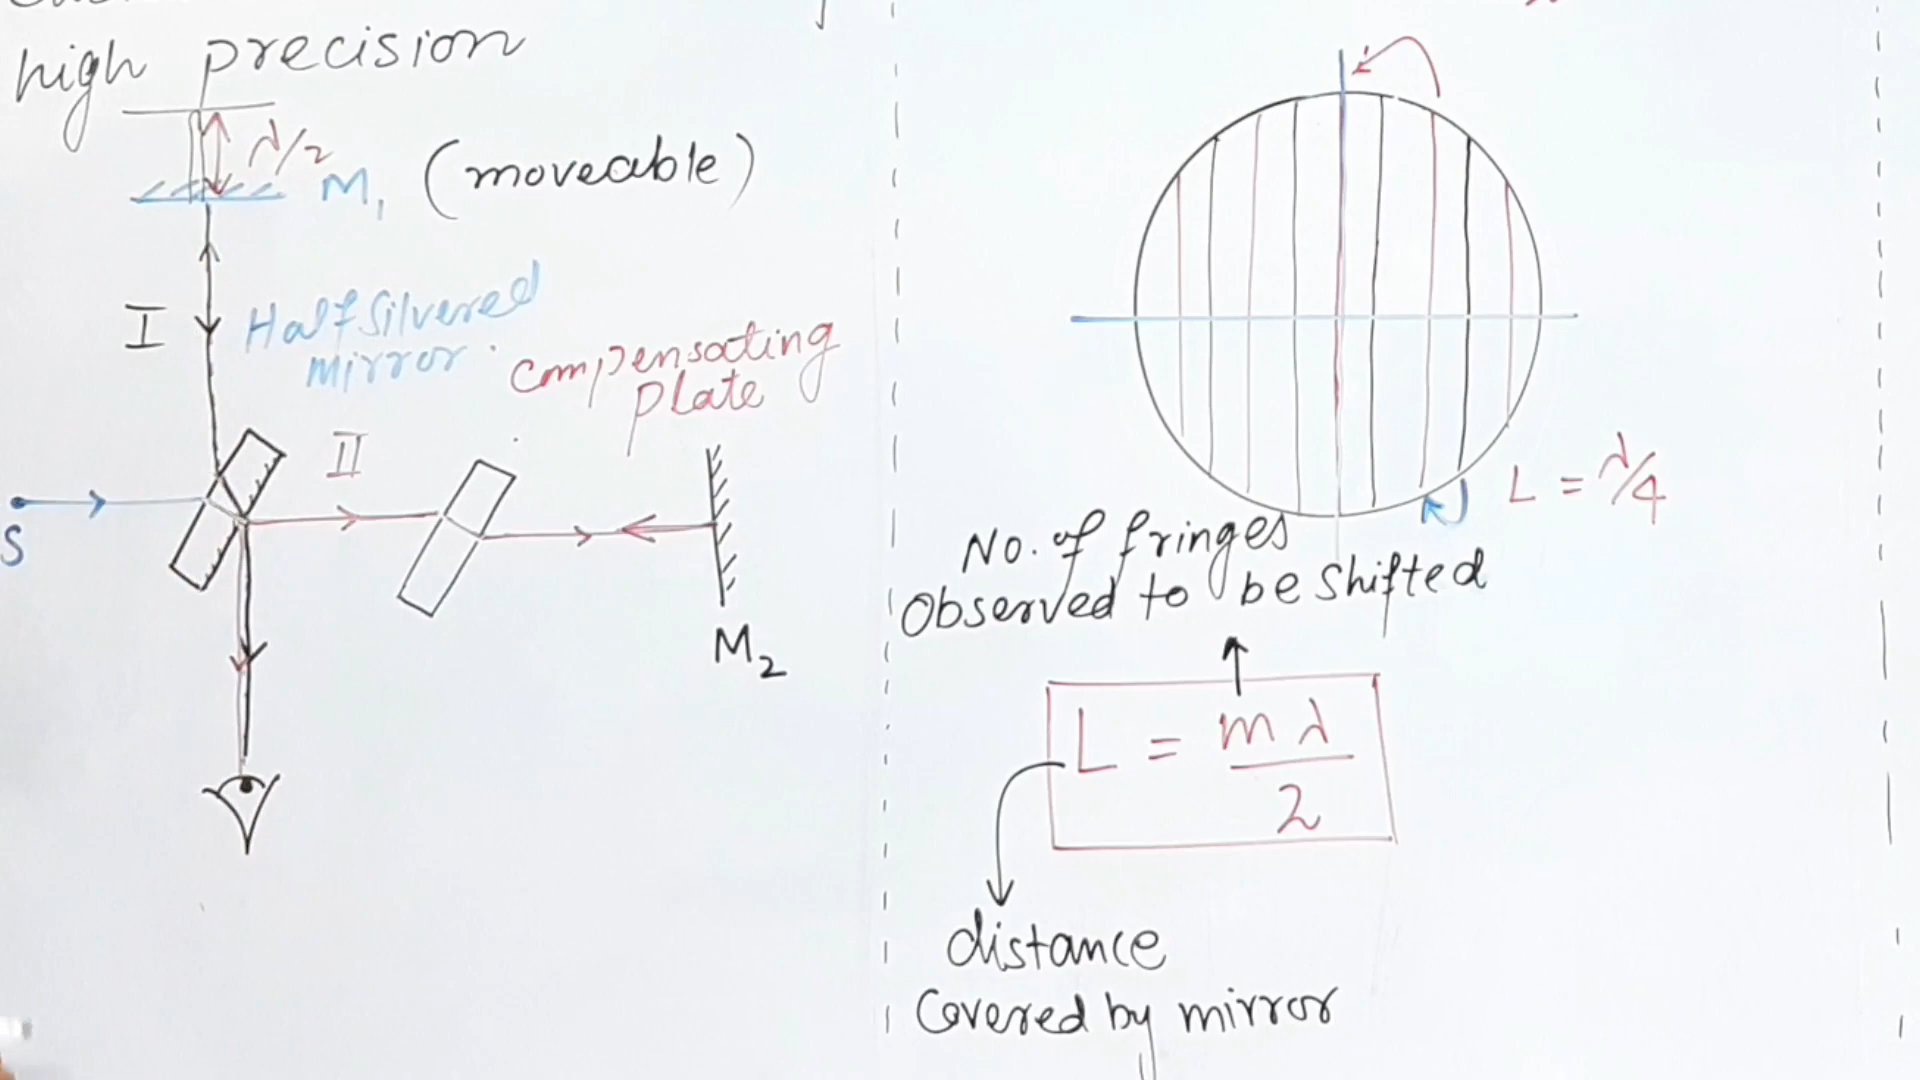 high precision
λ/2
M₁ (moveable)
I
Half Silvered
mirror
Compensating
Plate
II
S
M₂
L = λ/4
No. of fringes
Observed to be Shifted
L = mλ/2
distance
Covered by mirror